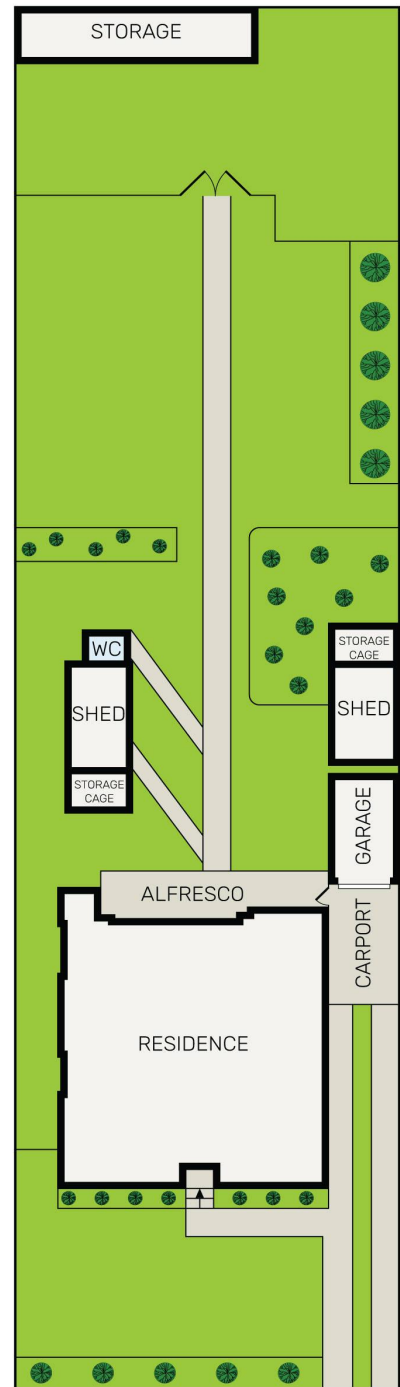 STORAGE
WC
STORAGE
CAGE
SHED
SHED
STORAGE
CAGE
GARAGE
ALFRESCO
CARPORT
RESIDENCE